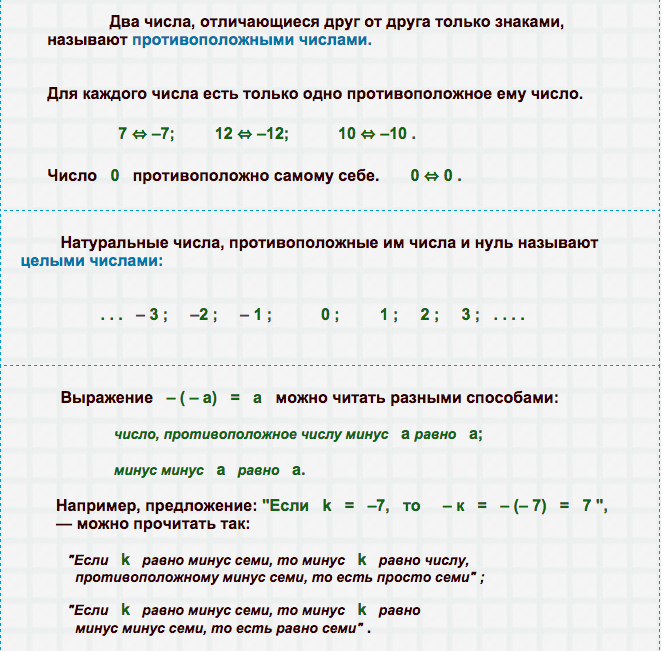 Два числа, отличающиеся друг от друга только знаками,
называют противоположными числами.
Для каждого числа есть только одно противоположное ему число.
7 ⇔ –7; 12 ⇔ –12; 10 ⇔ –10 .
Число 0 противоположно самому себе. 0 ⇔ 0 .
Натуральные числа, противоположные им числа и нуль называют
целыми числами:
. . . – 3 ; –2 ; – 1 ; 0 ; 1 ; 2 ; 3 ; . . . .
Выражение – ( – а) = а можно читать разными способами:
число, противоположное числу минус а равно а;
минус минус а равно а.
Например, предложение: "Если k = –7, то – к = – (– 7) = 7 ",
— можно прочитать так:
"Если k равно минус семи, то минус k равно числу,
противоположному минус семи, то есть просто семи" ;
"Если k равно минус семи, то минус k равно
минус минус семи, то есть равно семи" .